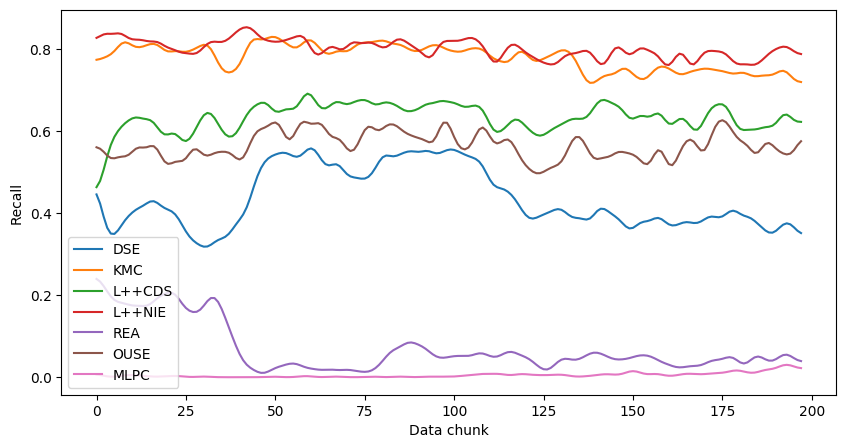 0.8
0.6
0.4
0.2
0.0
Recall
DSE
KMC
L++CDS
L++NIE
REA
OUSE
MLPC
0 25 50 75 100 125 150 175 200
Data chunk